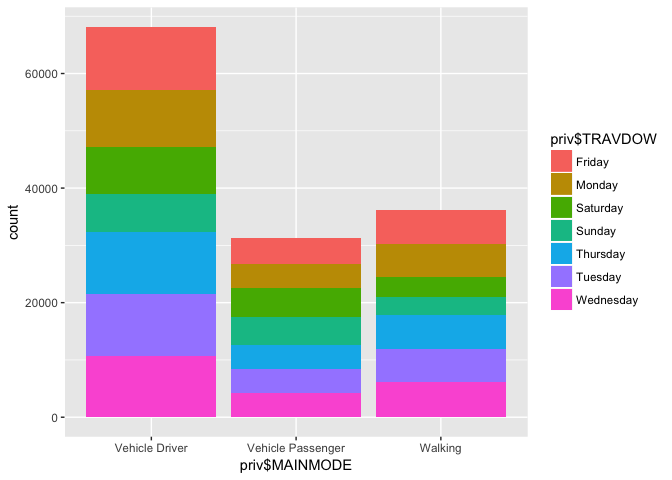 60000
40000
20000
0
count
Vehicle Driver
Vehicle Passenger
Walking
priv$MAINMODE
priv$TRAVDOW
Friday
Monday
Saturday
Sunday
Thursday
Tuesday
Wednesday